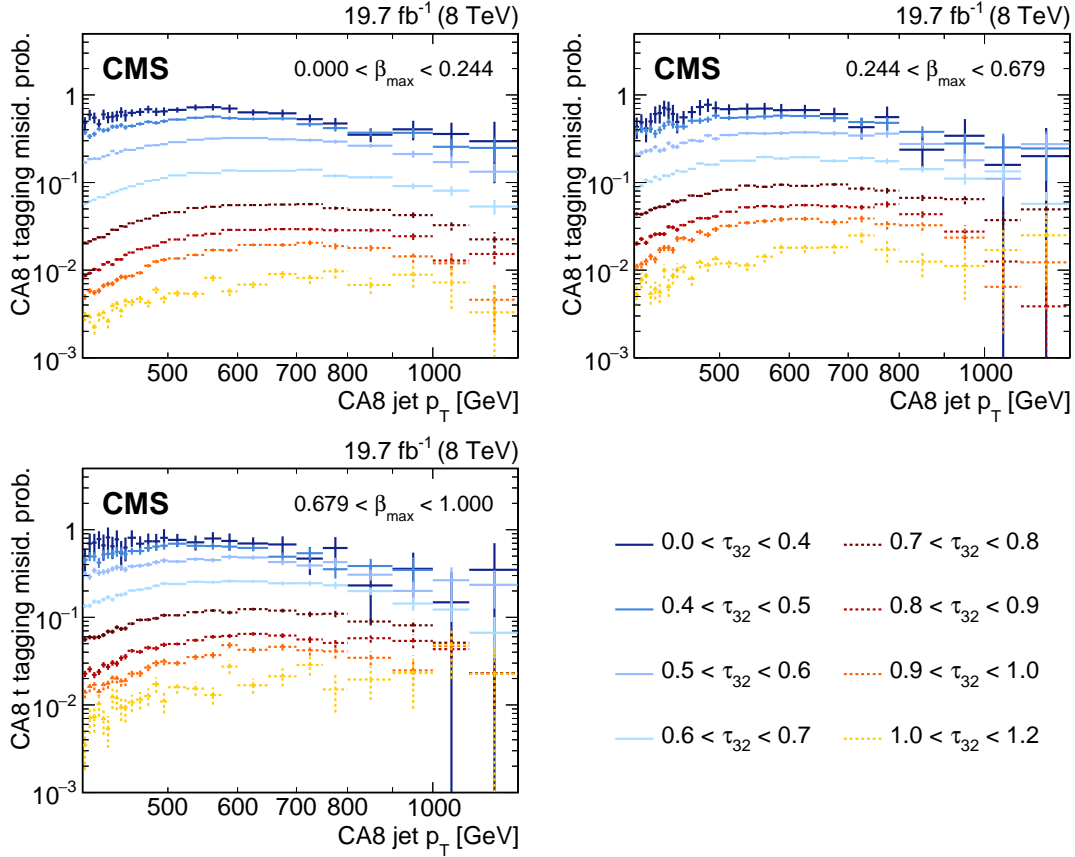 19.7 fb⁻¹ (8 TeV)
CMS
0.000 < β_max < 0.244
CA8 t tagging misid. prob.
1
10⁻¹
10⁻²
10⁻³
500 600 700 800 1000
CA8 jet p_T [GeV]
19.7 fb⁻¹ (8 TeV)
CMS
0.244 < β_max < 0.679
CA8 t tagging misid. prob.
1
10⁻¹
10⁻²
10⁻³
500 600 700 800 1000
CA8 jet p_T [GeV]
19.7 fb⁻¹ (8 TeV)
CMS
0.679 < β_max < 1.000
CA8 t tagging misid. prob.
1
10⁻¹
10⁻²
10⁻³
500 600 700 800 1000
CA8 jet p_T [GeV]
0.0 < τ₃₂ < 0.4 0.7 < τ₃₂ < 0.8
0.4 < τ₃₂ < 0.5 0.8 < τ₃₂ < 0.9
0.5 < τ₃₂ < 0.6 0.9 < τ₃₂ < 1.0
0.6 < τ₃₂ < 0.7 1.0 < τ₃₂ < 1.2